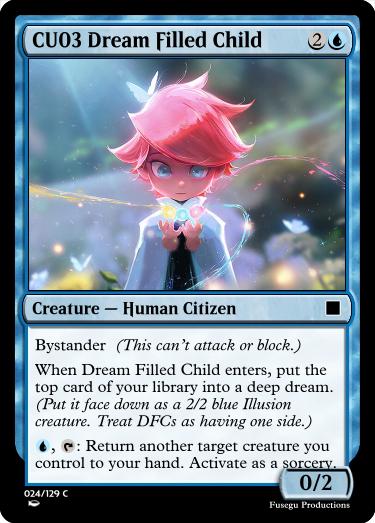 CU03 Dream Filled Child 2
Creature — Human Citizen
Bystander (This can't attack or block.)
When Dream Filled Child enters, put the
top card of your library into a deep dream.
(Put it face down as a 2/2 blue Illusion
creature. Treat DFCs as having one side.)
: Return another target creature you
control to your hand. Activate as a sorcery.
0/2
024/129 C
Fusegu Productions